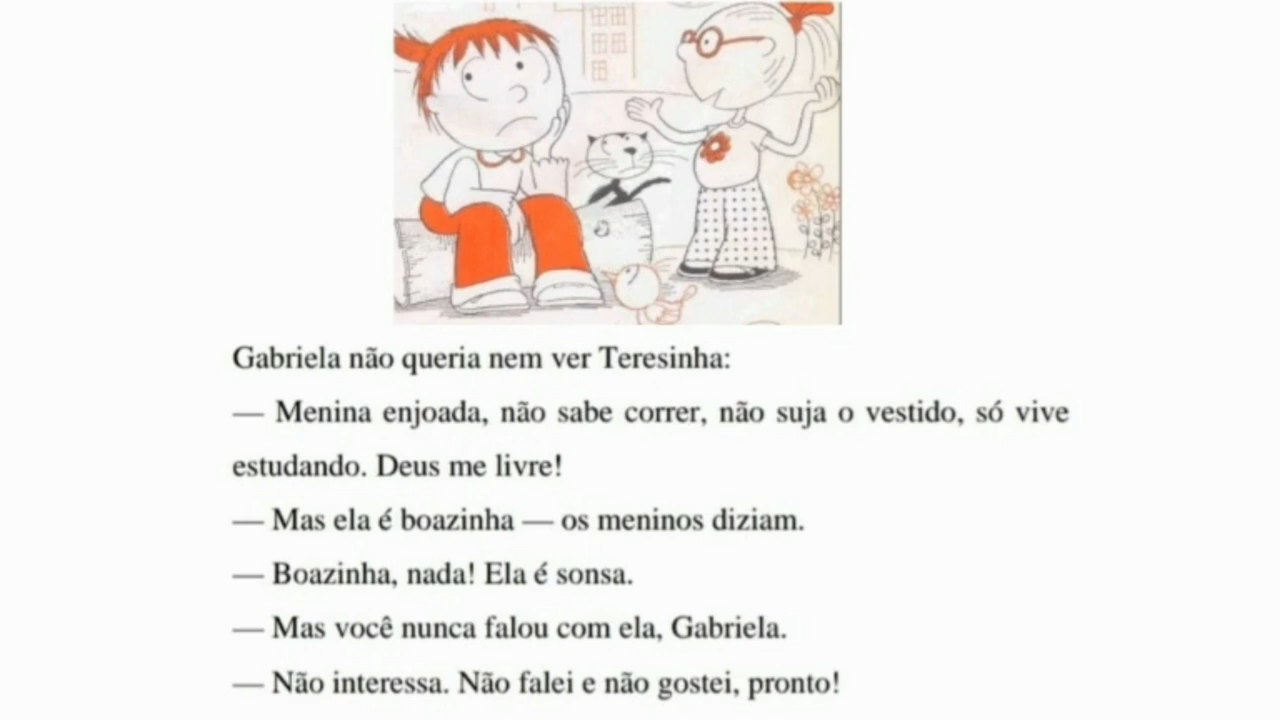 Gabriela não queria nem ver Teresinha:
— Menina enjoada, não sabe correr, não suja o vestido, só vive
estudando. Deus me livre!
— Mas ela é boazinha — os meninos diziam.
— Boazinha, nada! Ela é sonsa.
— Mas você nunca falou com ela, Gabriela.
— Não interessa. Não falei e não gostei, pronto!